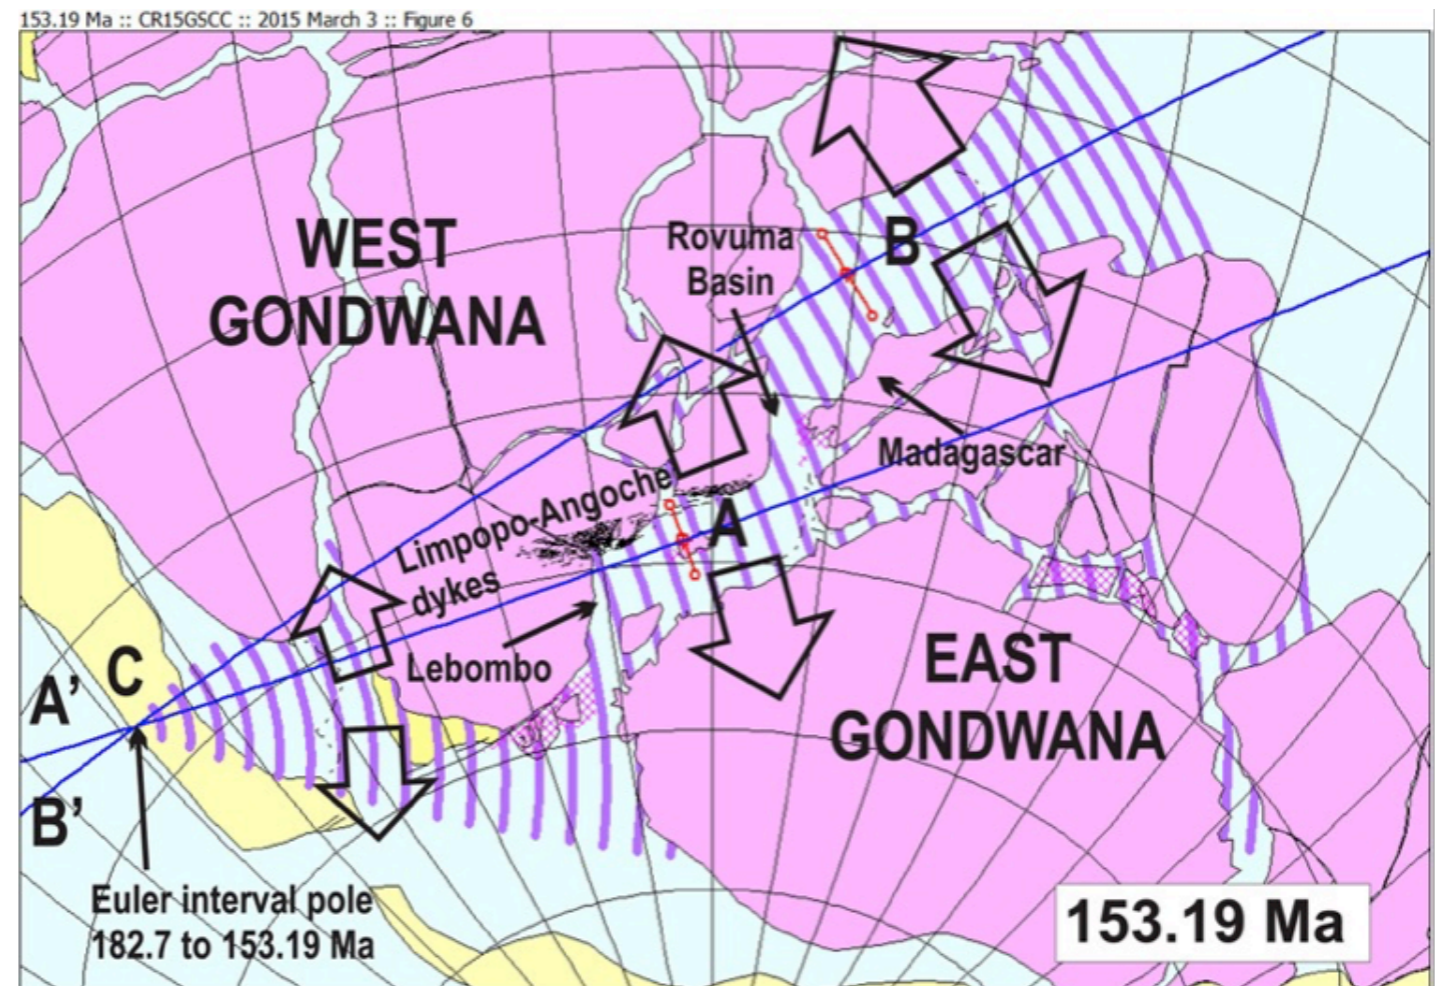 153.19 Ma :: CR15GSCC :: 2015 March 3 :: Figure 6
WEST
GONDWANA
Rovuma
Basin
B
Madagascar
Limpopo-Angoche
dykes
A
Lebombo
EAST
GONDWANA
C
A’
B’
Euler interval pole
182.7 to 153.19 Ma
153.19 Ma